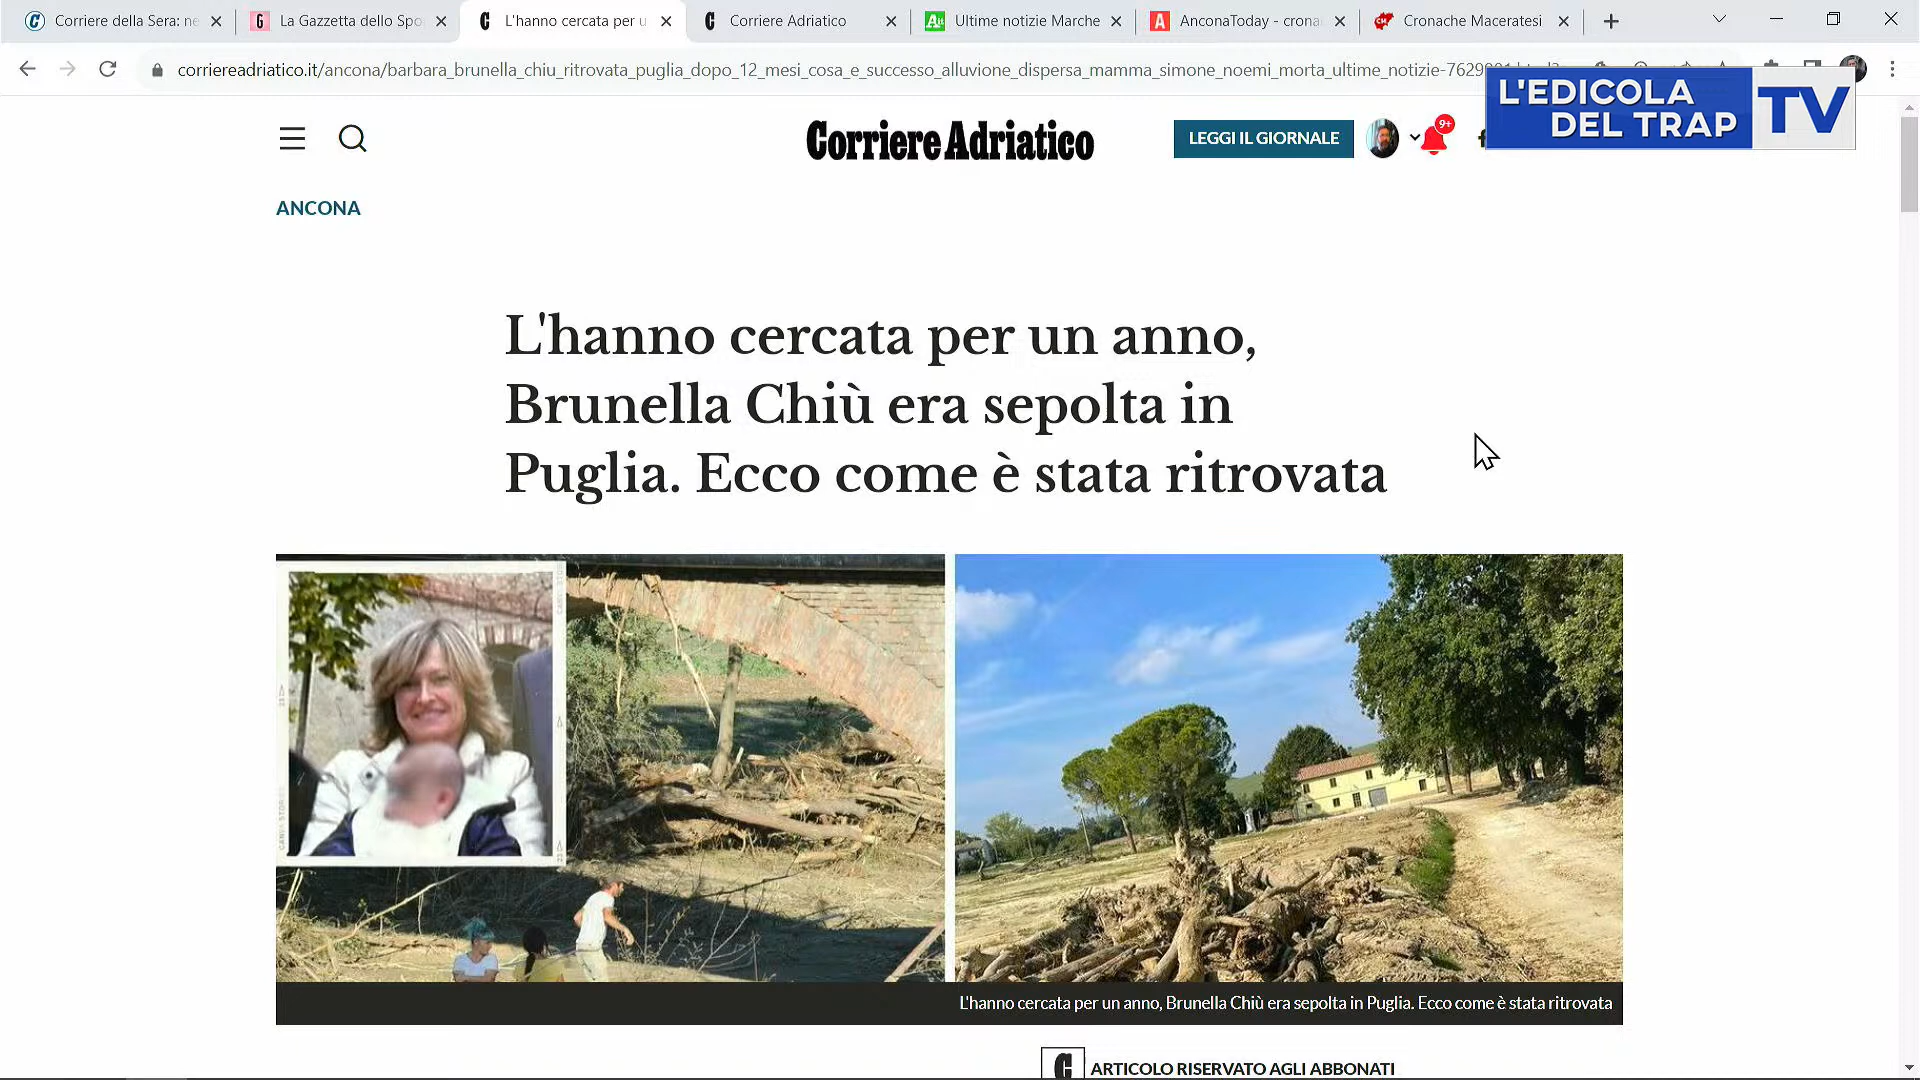 Corriere della Sera: ne
La Gazzetta dello Spo
L'hanno cercata per u
Corriere Adriatico
Ultime notizie Marche
AnconaToday - crona
Cronache Maceratesi
corriereadriatico.it/ancona/barbara_brunella_chiu_ritrovata_puglia_dopo_12_mesi_cosa_e_successo_alluvione_dispersa_mamma_simone_noemi_morta_ultime_notizie-7629
L'EDICOLA
DEL TRAP
TV
Corriere Adriatico
LEGGI IL GIORNALE
9+
ANCONA
L'hanno cercata per un anno,
Brunella Chiù era sepolta in
Puglia. Ecco come è stata ritrovata
L'hanno cercata per un anno, Brunella Chiù era sepolta in Puglia. Ecco come è stata ritrovata
ARTICOLO RISERVATO AGLI ABBONATI